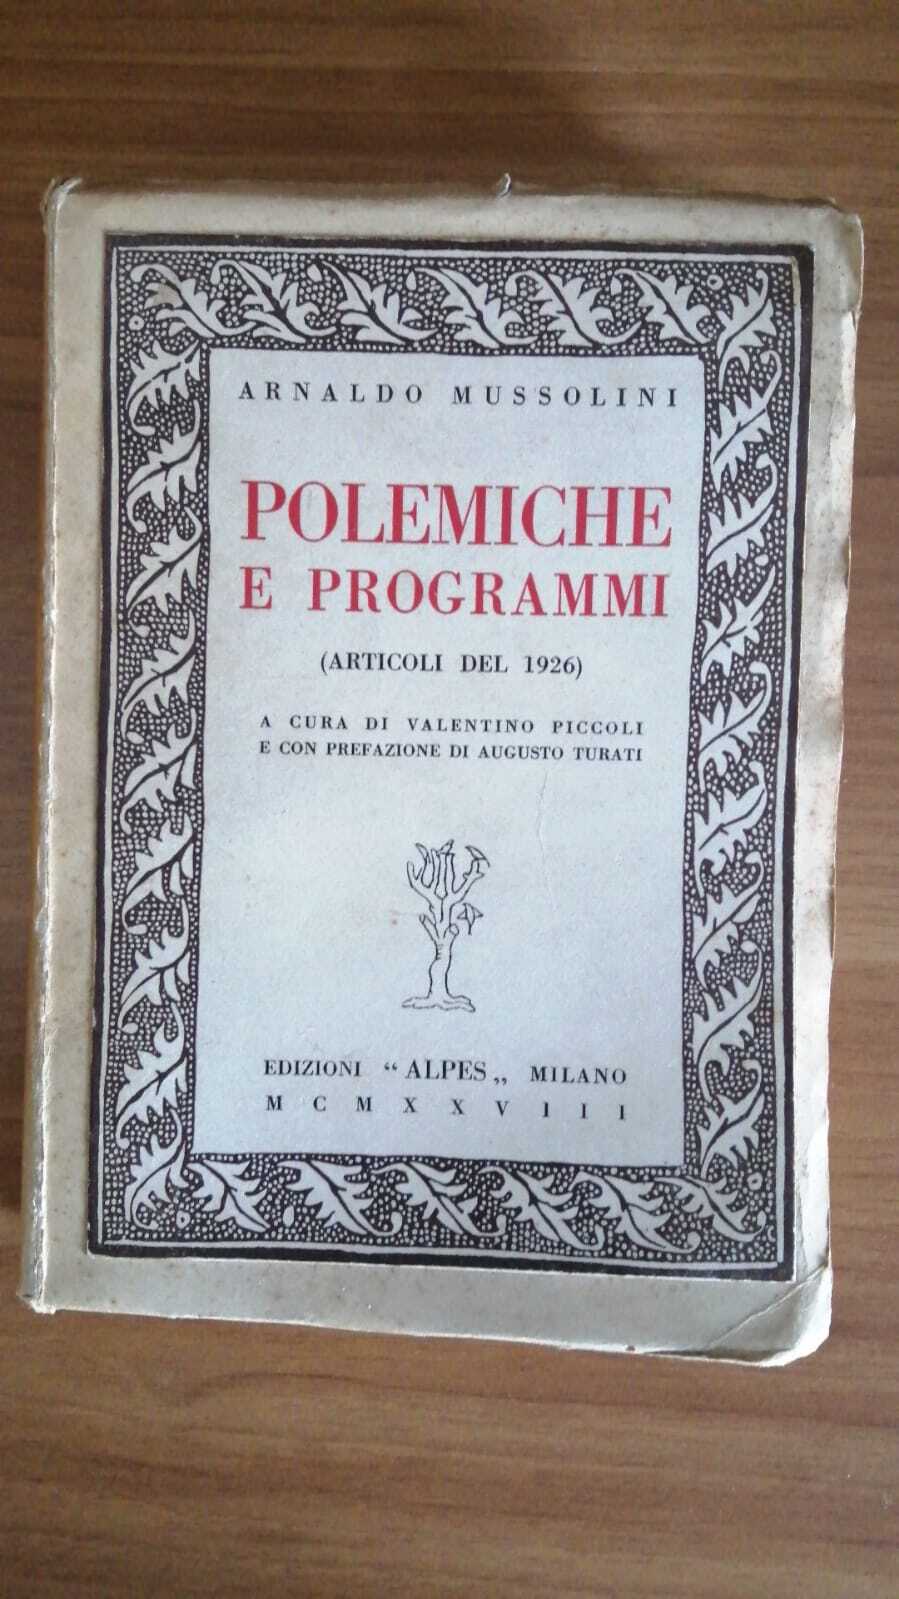 ARNALDO MUSSOLINI
POLEMICHE
E PROGRAMMI
(ARTICOLI DEL 1926)
A CURA DI VALENTINO PICCOLI
E CON PREFAZIONE DI AUGUSTO TURATI
EDIZIONI “ ALPES „ MILANO
MCMXXVIII